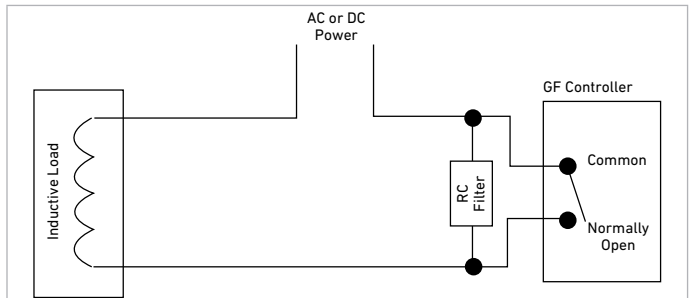 AC or DC
Power
GF Controller
Inductive Load
RC
Filter
Common
Normally
Open